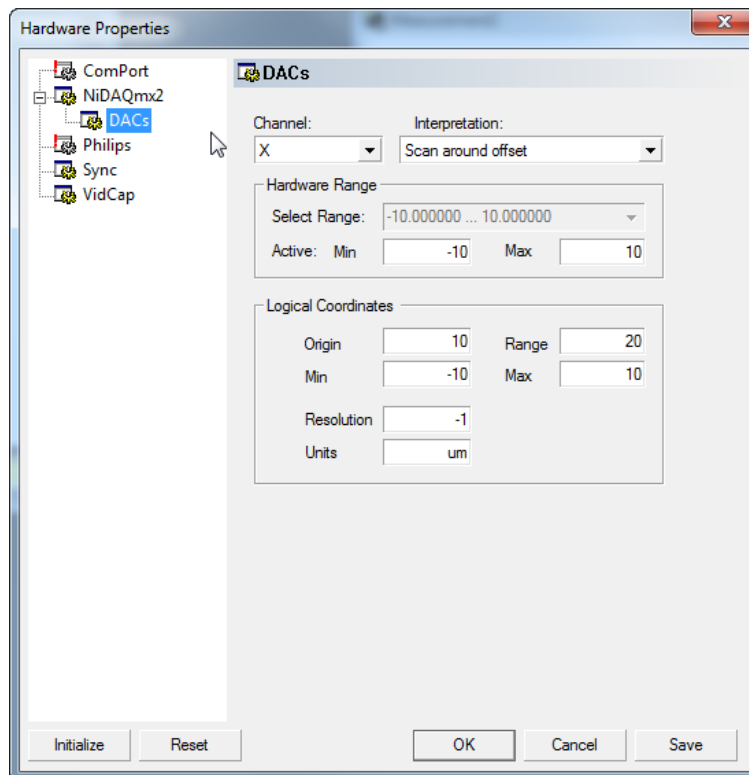 Hardware Properties
ComPort
NiDAQmx2
DACs
Philips
Sync
VidCap
DACs
Channel: Interpretation:
X Scan around offset
Hardware Range
Select Range: -10.000000 ... 10.000000
Active: Min -10 Max 10
Logical Coordinates
Origin 10 Range 20
Min -10 Max 10
Resolution -1
Units um
Initialize Reset OK Cancel Save